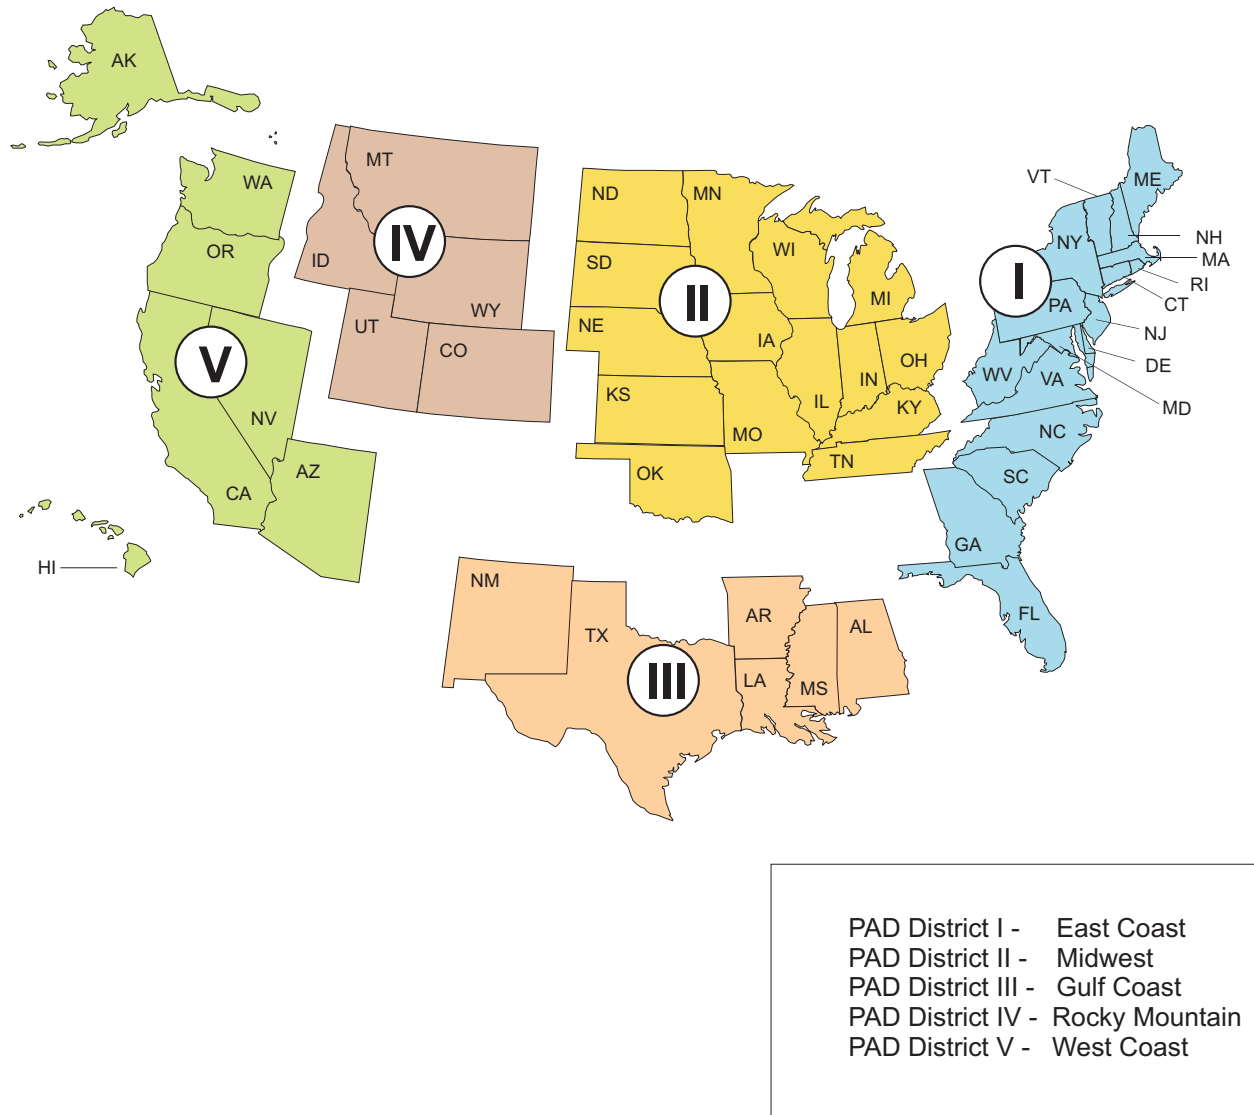 AK
WA
OR
CA
NV
AZ
HI
V
MT
ID
WY
UT
CO
IV
ND
MN
SD
WI
MI
NE
IA
KS
MO
IL
IN
OH
KY
TN
OK
II
ME
VT
NH
MA
RI
CT
NY
PA
NJ
DE
MD
WV
VA
NC
SC
GA
FL
I
NM
TX
AR
LA
MS
AL
III
PAD District I - East Coast
PAD District II - Midwest
PAD District III - Gulf Coast
PAD District IV - Rocky Mountain
PAD District V - West Coast